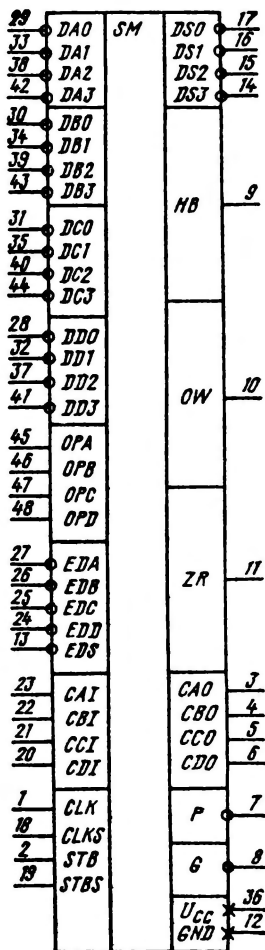 29 DA0 SM DS0 17
33 DA1 DS1 16
38 DA2 DS2 15
42 DA3 DS3 14
30 DB0
34 DB1
39 DB2
43 DB3
HB 9
31 DC0
35 DC1
40 DC2
44 DC3
28 DD0
32 DD1
37 DD2
41 DD3
OW 10
45 OPA
46 OPB
47 OPC
48 OPD
27 EDA
26 EDB
25 EDC
24 EDD
13 EDS
ZR 11
23 CAI CAO 3
22 CBI CBO 4
21 CCI CCO 5
20 CDI CDO 6
1 CLK P 7
18 CLKS
2 STB G 8
19 STBS
UCC 36
GND 12